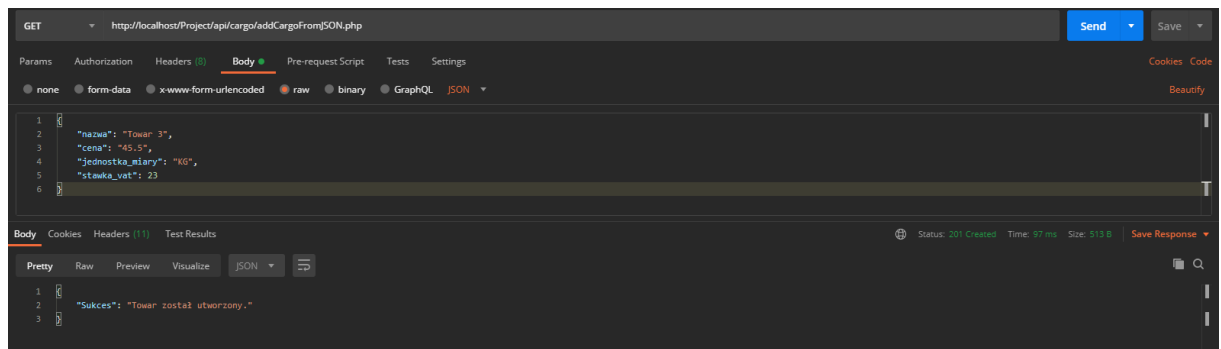 GET http://localhost/Project/api/cargo/addCargoFromJSON.php Send Save
Params Authorization Headers (8) Body Pre-request Script Tests Settings Cookies Code
none form-data x-www-form-urlencoded raw binary GraphQL JSON Beautify
1 {
2 "nazwa": "Towar 3",
3 "cena": "45.5",
4 "jednostka_miary": "KG",
5 "stawka_vat": 23
6 }
Body Cookies Headers (11) Test Results Status: 201 Created Time: 97 ms Size: 513 B Save Response
Pretty Raw Preview Visualize JSON
1 {
2 "Sukces": "Towar został utworzony."
3 }